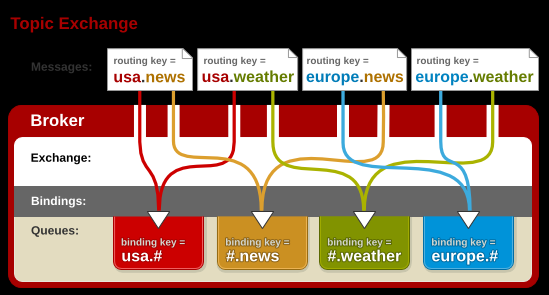 Topic Exchange
Messages:
routing key =
usa.news
routing key =
usa.weather
routing key =
europe.news
routing key =
europe.weather
Broker
Exchange:
Bindings:
Queues:
binding key =
usa.#
binding key =
#.news
binding key =
#.weather
binding key =
europe.#